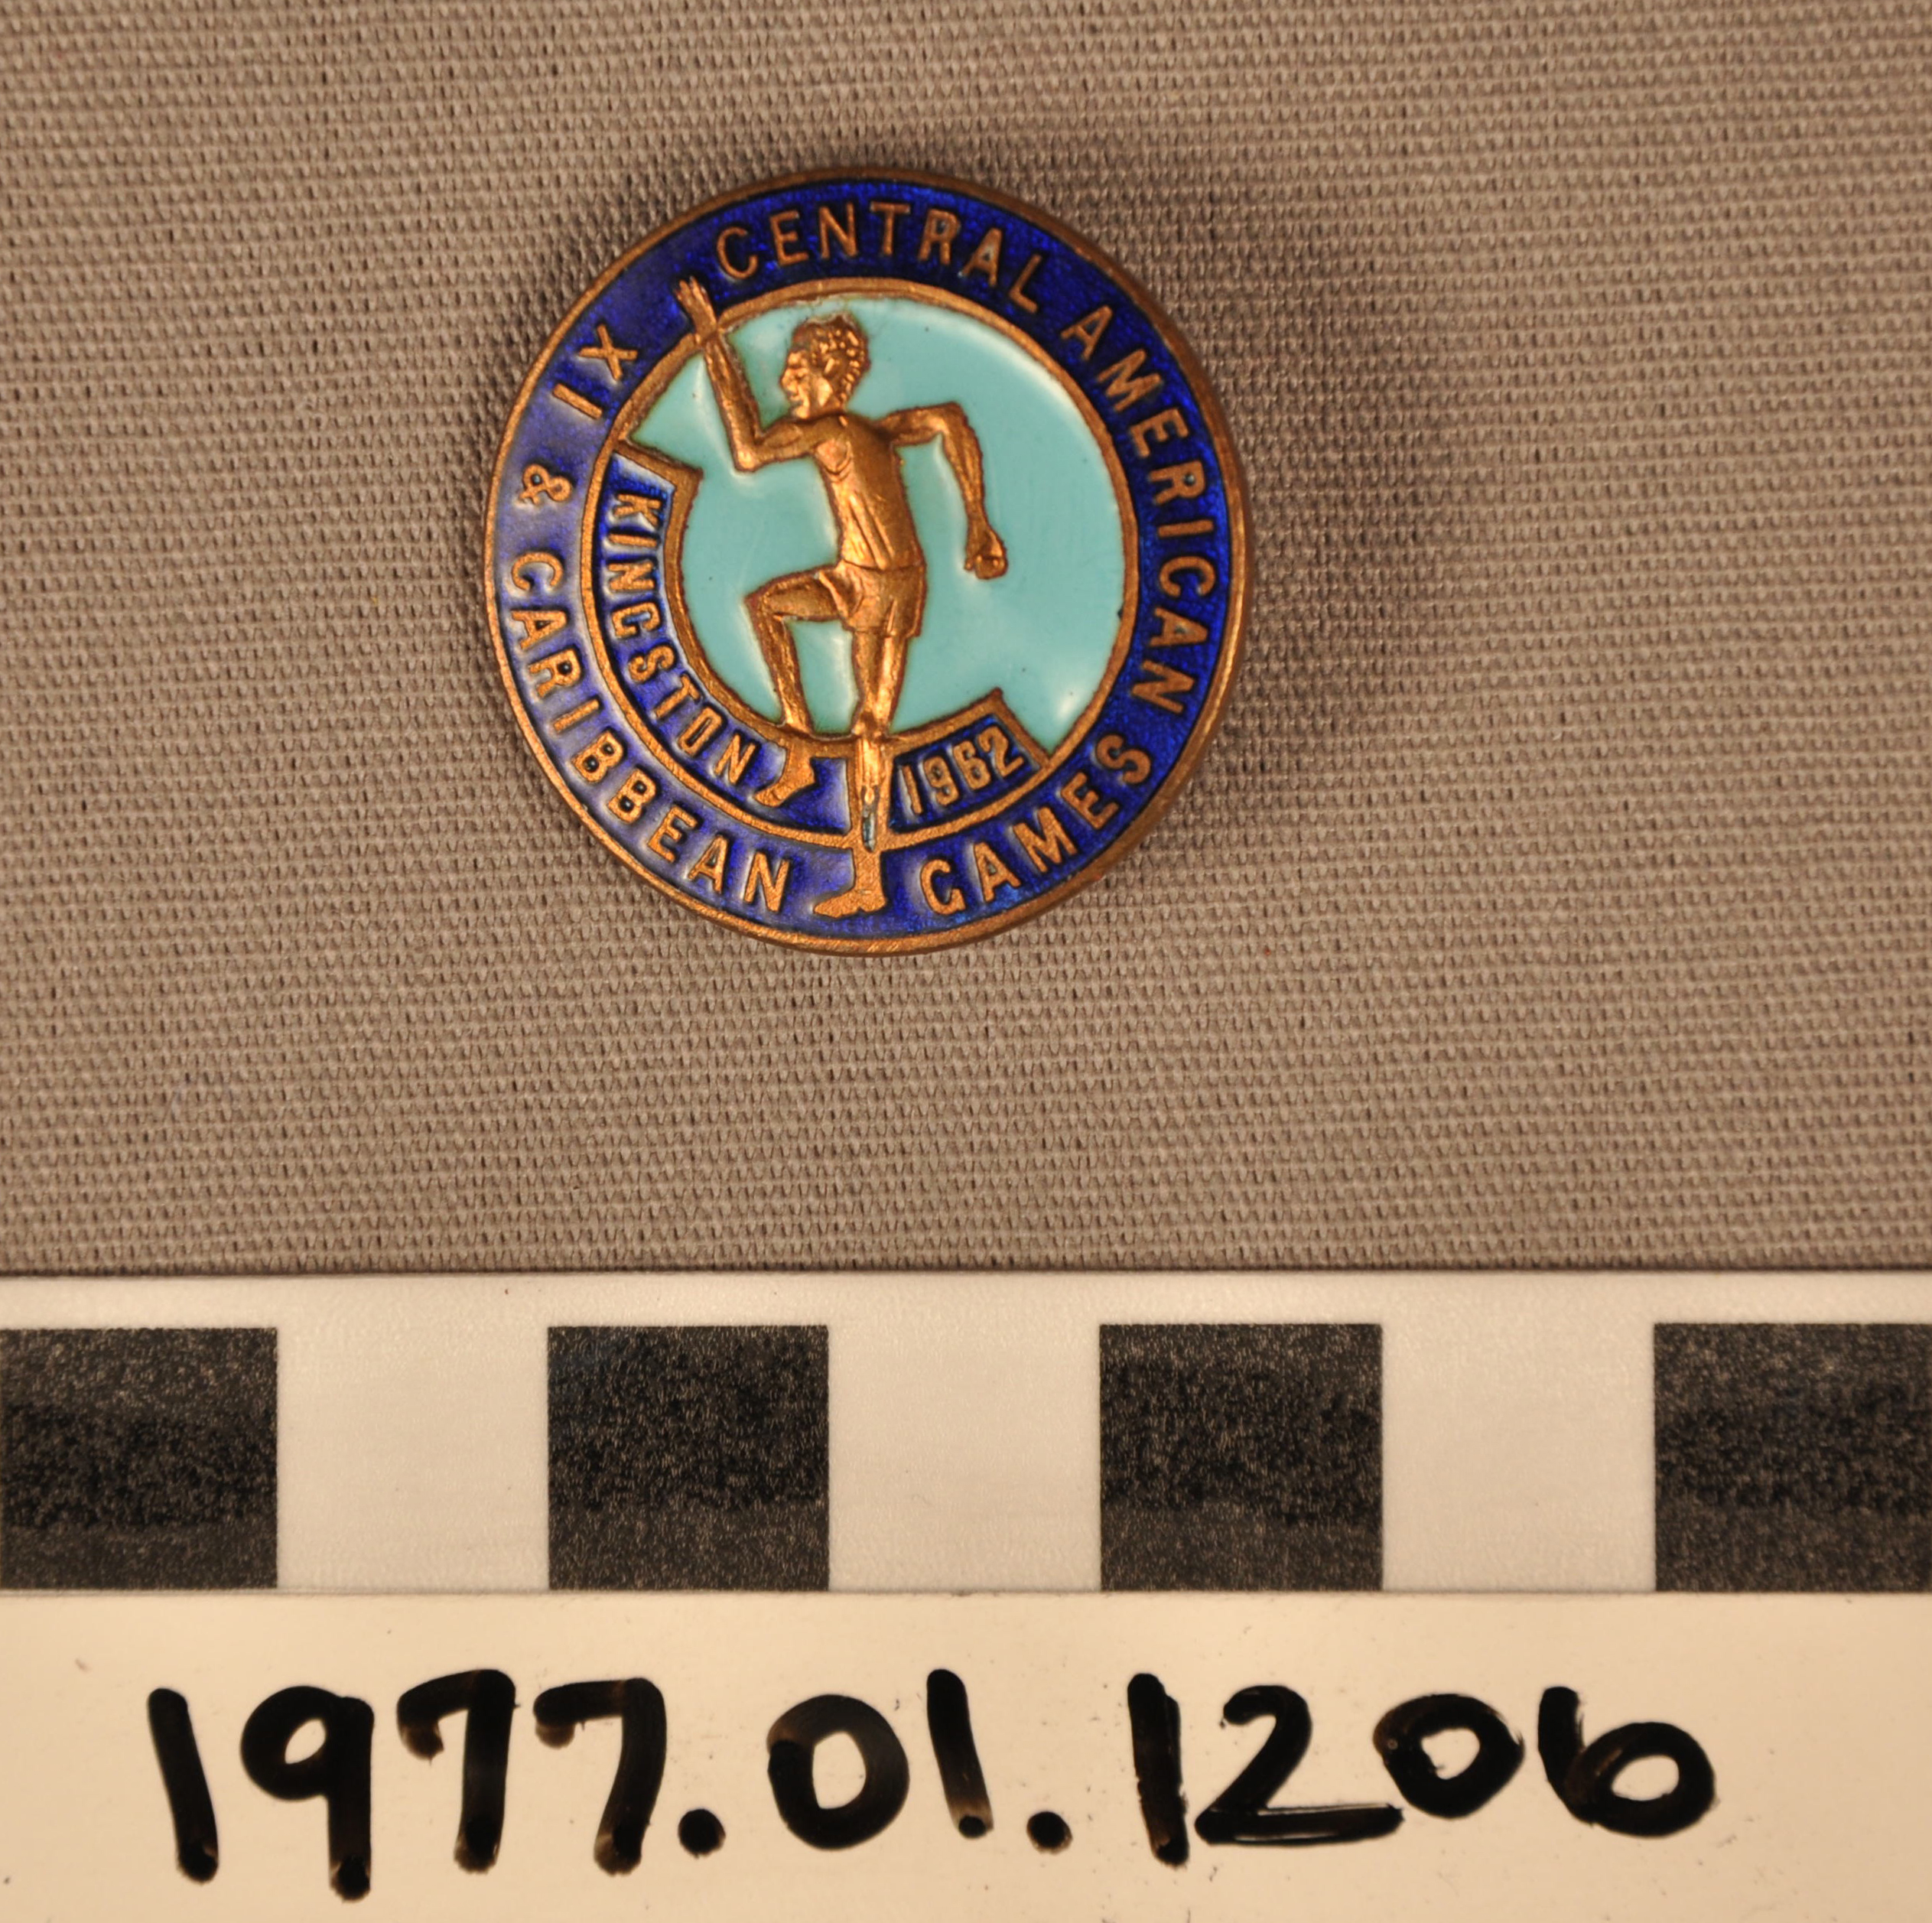 IX CENTRAL AMERICAN
& CARIBBEAN GAMES
KINGSTON 1962
1977.01.1206